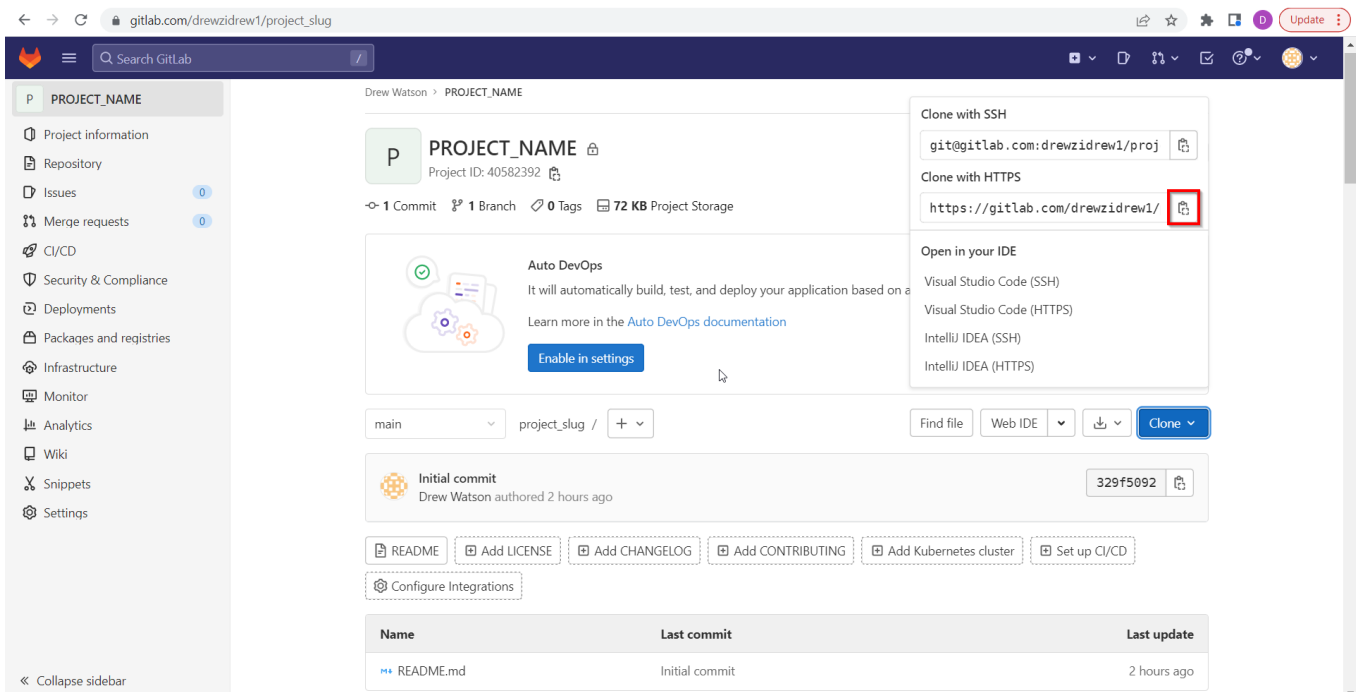 gitlab.com/drewzidrew1/project_slug
D
Update
Search GitLab
/
P PROJECT_NAME
Project information
Repository
Issues 0
Merge requests 0
CI/CD
Security & Compliance
Deployments
Packages and registries
Infrastructure
Monitor
Analytics
Wiki
Snippets
Settings
« Collapse sidebar
Drew Watson > PROJECT_NAME
P
PROJECT_NAME
Project ID: 40582392
1 Commit 1 Branch 0 Tags 72 KB Project Storage
Auto DevOps
It will automatically build, test, and deploy your application based on a
Learn more in the Auto DevOps documentation
Enable in settings
Clone with SSH
git@gitlab.com:drewzidrew1/proj
Clone with HTTPS
https://gitlab.com/drewzidrew1/
Open in your IDE
Visual Studio Code (SSH)
Visual Studio Code (HTTPS)
IntelliJ IDEA (SSH)
IntelliJ IDEA (HTTPS)
main project_slug / + Find file Web IDE Clone
Initial commit
Drew Watson authored 2 hours ago
329f5092
README Add LICENSE Add CHANGELOG Add CONTRIBUTING Add Kubernetes cluster Set up CI/CD
Configure Integrations
Name Last commit Last update
M+ README.md Initial commit 2 hours ago